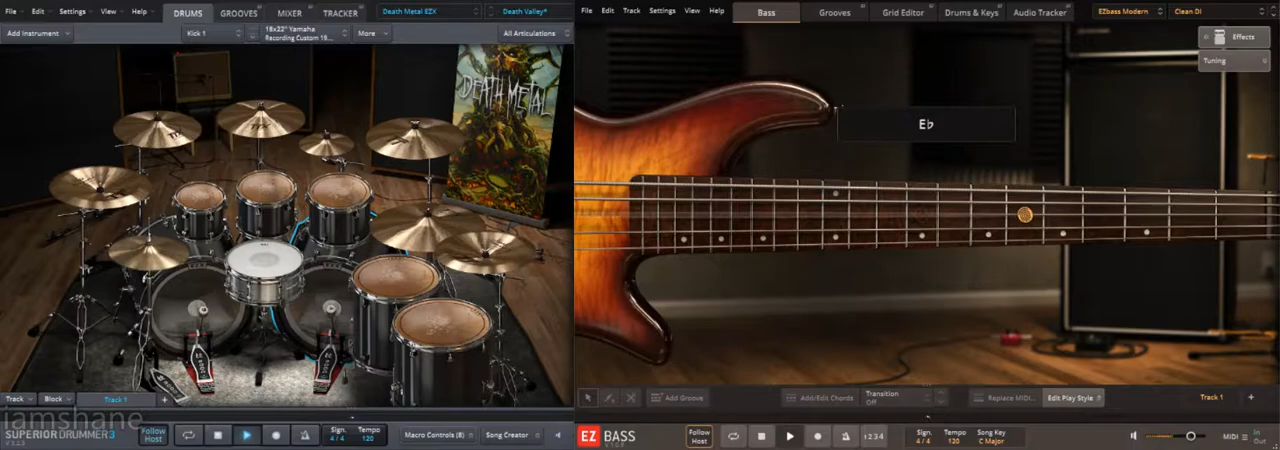 File Edit Settings View Help DRUMS GROOVES MIXER TRACKER Death Metal EZX Death Valley*
Add Instrument Kick 1 18x22" Yamaha More All Articulations
Recording Custom 19...
DEATH METAL
Track Block Track 1 +
iamshane
SUPERIOR DRUMMER 3
Follow Host
Sign. 4/4
Tempo 120
Macro Controls (8)
Song Creator
File Edit Track Settings View Help Bass Grooves Grid Editor Drums & Keys Audio Tracker EZbass Modern Clean DI
Effects
Tuning
E♭
Add Groove Add/Edit Chords Transition Replace MIDI... Edit Play Style Track 1 +
Off
EZ BASS
Follow Host
1234
Sign. 4/4
Tempo 120
Song Key C Major
MIDI In Out